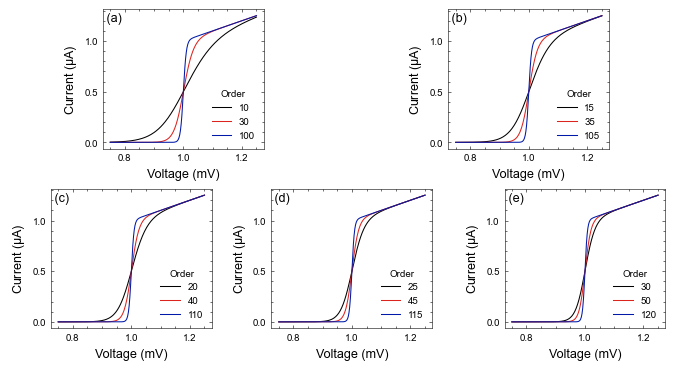 (a)
Current (μA)
1.0
0.5
0.0
Order
10
30
100
0.8 1.0 1.2
Voltage (mV)
(b)
Current (μA)
1.0
0.5
0.0
Order
15
35
105
0.8 1.0 1.2
Voltage (mV)
(c)
Current (μA)
1.0
0.5
0.0
Order
20
40
110
0.8 1.0 1.2
Voltage (mV)
(d)
Current (μA)
1.0
0.5
0.0
Order
25
45
115
0.8 1.0 1.2
Voltage (mV)
(e)
Current (μA)
1.0
0.5
0.0
Order
30
50
120
0.8 1.0 1.2
Voltage (mV)